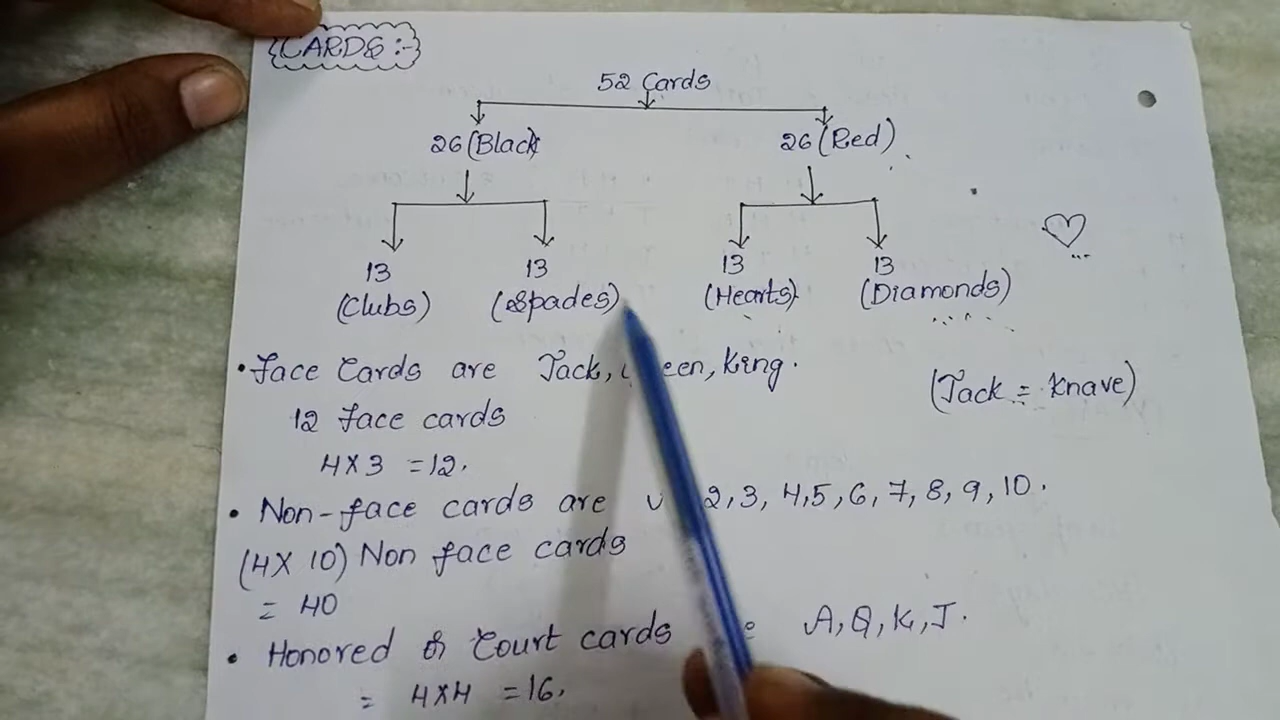 CARDS :-
52 Cards
26 (Black) 26 (Red)
13 13 13 13
(Clubs) (Spades) (Hearts) (Diamonds)
• Face Cards are Jack, een, King.
(Jack = Knave)
12 face cards
4×3 = 12.
• Non-face cards are 2, 3, 4, 5, 6, 7, 8, 9, 10.
(4×10) Non face cards
= 40
• Honored or Court cards e A, Q, K, J.
= 4×4 = 16.